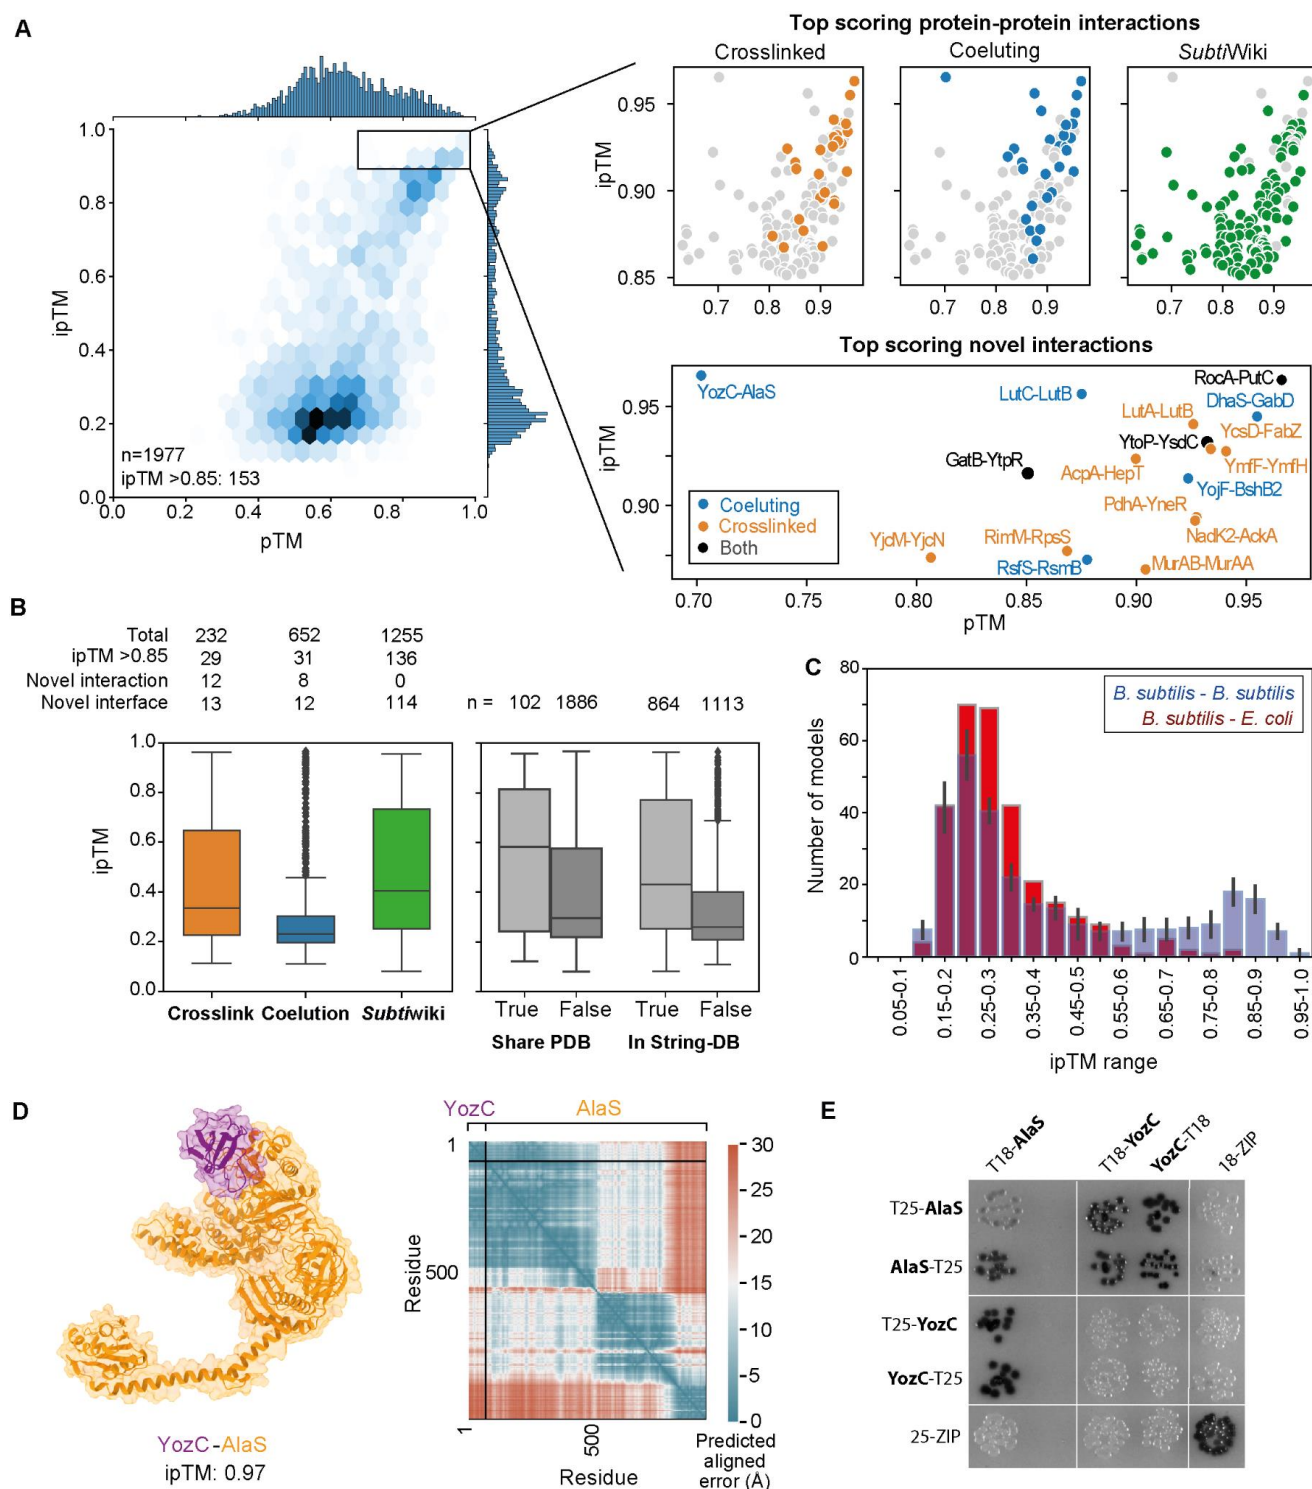 A
Top scoring protein-protein interactions
Crosslinked
Coeluting
SubtiWiki
ipTM
0.95
0.90
0.85
0.7 0.8 0.9
0.7 0.8 0.9
0.7 0.8 0.9
1.0
0.8
0.6
0.4
0.2
0.0
ipTM
n=1977
ipTM >0.85: 153
0.0 0.2 0.4 0.6 0.8 1.0
pTM
Top scoring novel interactions
ipTM
0.95
0.90
YozC-AlaS
LutC-LutB
RocA-PutC
DhaS-GabD
LutA-LutB
YcsD-FabZ
YtoP-YsdC
GatB-YtpR
AcpA-HepT
YmfF-YmfH
YojF-BshB2
PdhA-YneR
NadK2-AckA
YjcM-YjcN
RimM-RpsS
RsfS-RsmB
MurAB-MurAA
Coeluting
Crosslinked
Both
0.70 0.75 0.80 0.85 0.90 0.95
pTM
B
Total 232 652 1255
ipTM >0.85 29 31 136
Novel interaction 12 8 0
Novel interface 13 12 114
n = 102 1886 864 1113
1.0
0.8
0.6
0.4
0.2
0.0
ipTM
Crosslink Coelution Subtiwiki
True False True False
Share PDB In String-DB
C
80
60
40
20
0
Number of models
B. subtilis - B. subtilis
B. subtilis - E. coli
0.05-0.1
0.15-0.2
0.25-0.3
0.35-0.4
0.45-0.5
0.55-0.6
0.65-0.7
0.75-0.8
0.85-0.9
0.95-1.0
ipTM range
D
YozC-AlaS
ipTM: 0.97
YozC AlaS
1
500
Residue
1
500
Residue
30
25
20
15
10
5
0
Predicted
aligned
error (Å)
E
T18-AlaS
T18-YozC
YozC-T18
18-ZIP
T25-AlaS
AlaS-T25
T25-YozC
YozC-T25
25-ZIP